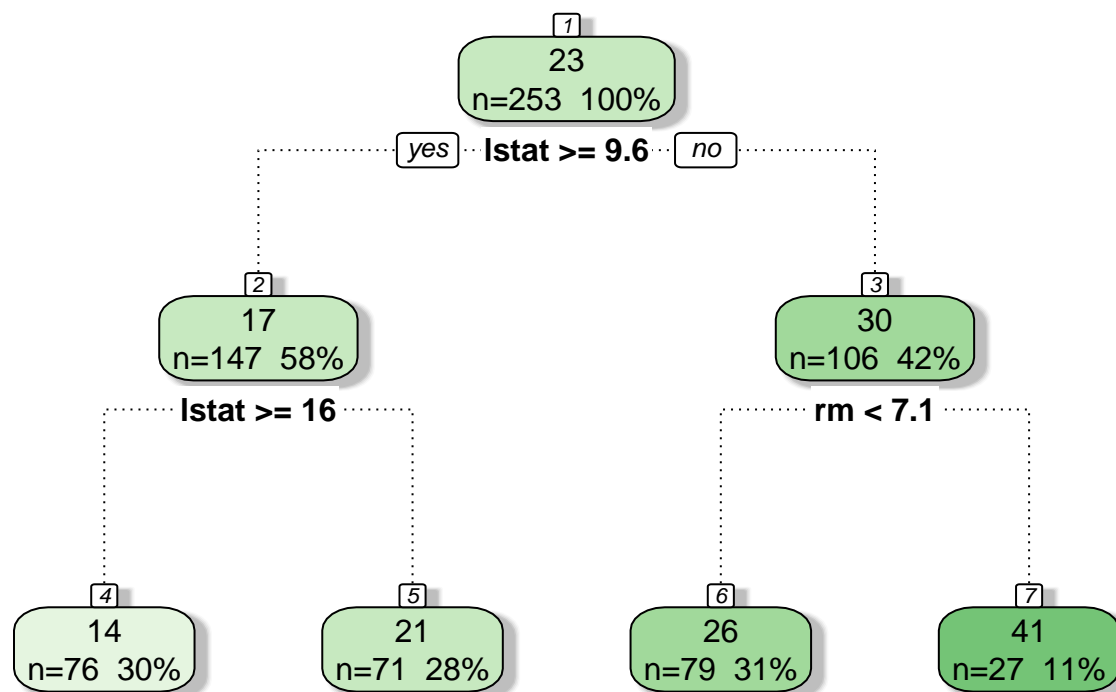 1
23
n=253 100%
yes lstat >= 9.6 no
2
17
n=147 58%
3
30
n=106 42%
lstat >= 16
rm < 7.1
4
14
n=76 30%
5
21
n=71 28%
6
26
n=79 31%
7
41
n=27 11%